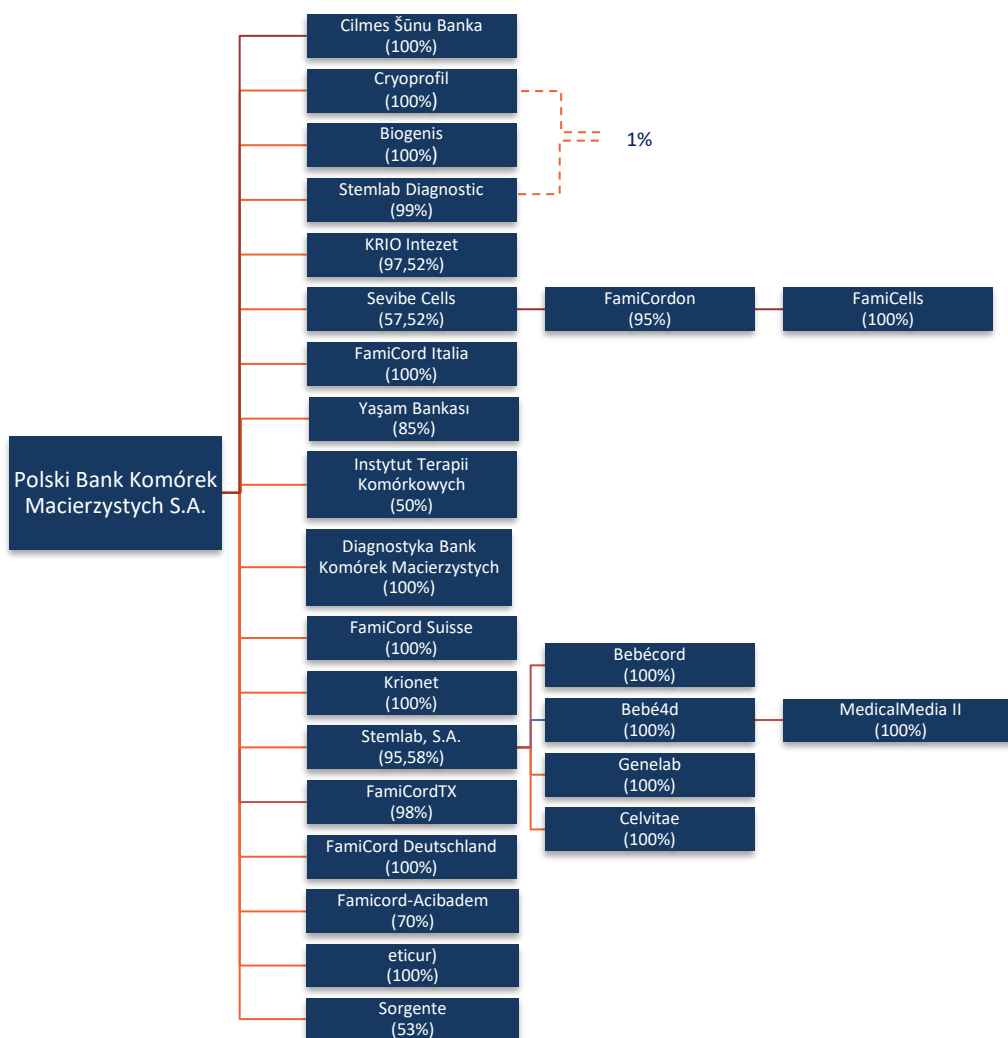 Cilmes Šūnu Banka
(100%)
Cryoprofil
(100%)
1%
Biogenis
(100%)
Stemlab Diagnostic
(99%)
KRIO Intezet
(97,52%)
Sevibe Cells
(57,52%)
FamiCordon
(95%)
FamiCells
(100%)
FamiCord Italia
(100%)
Yaşam Bankası
(85%)
Polski Bank Komórek
Macierzystych S.A.
Instytut Terapii
Komórkowych
(50%)
Diagnostyka Bank
Komórek Macierzystych
(100%)
FamiCord Suisse
(100%)
Krionet
(100%)
Stemlab, S.A.
(95,58%)
Bebécord
(100%)
Bebé4d
(100%)
MedicalMedia II
(100%)
Genelab
(100%)
Celvitae
(100%)
FamiCordTX
(98%)
FamiCord Deutschland
(100%)
Famicord-Acibadem
(70%)
eticur)
(100%)
Sorgente
(53%)